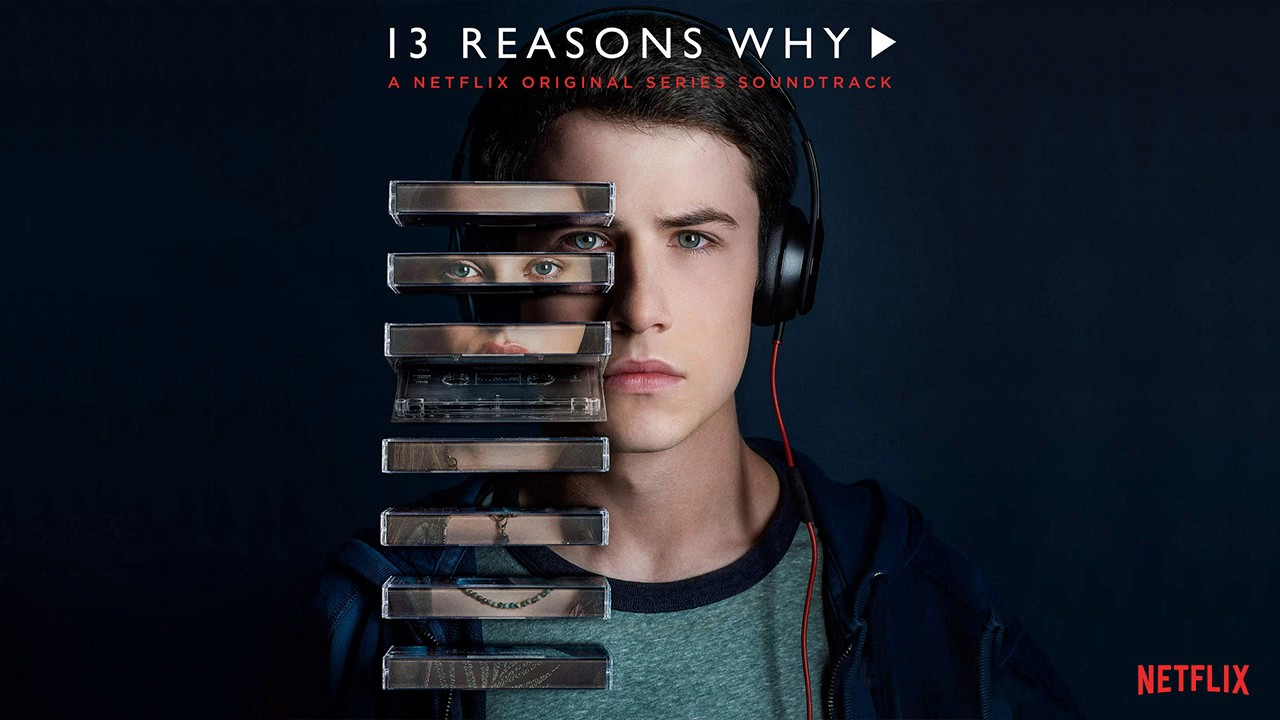 13 REASONS WHY
A NETFLIX ORIGINAL SERIES SOUNDTRACK
NETFLIX